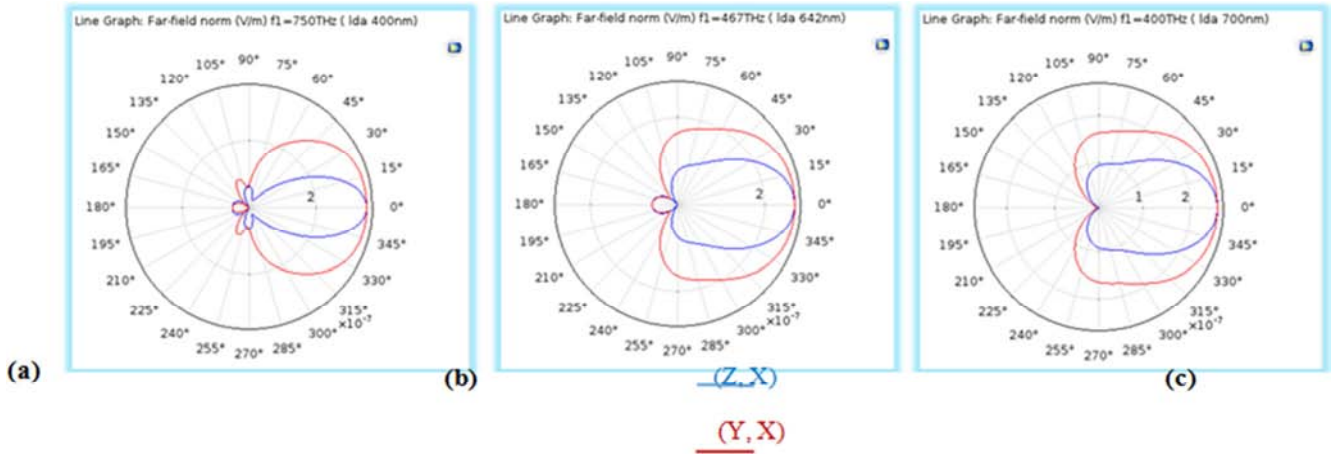 Line Graph: Far-field norm (V/m) f1=750THz ( lda 400nm)
105° 90° 75°
120° 60°
135° 45°
150° 30°
165° 15°
2
180° 0°
195° 345°
210° 330°
225° 315°
×10⁻⁷
240° 300°
255° 270° 285°
(a)
Line Graph: Far-field norm (V/m) f1=467THz ( lda 642nm)
105° 90° 75°
120° 60°
135° 45°
150° 30°
165° 15°
2
180° 0°
195° 345°
210° 330°
225° 315°
×10⁻⁷
240° 300°
255° 270° 285°
(b)
Line Graph: Far-field norm (V/m) f1=400THz ( lda 700nm)
105° 90° 75°
120° 60°
135° 45°
150° 30°
165° 15°
1 2
180° 0°
195° 345°
210° 330°
225° 315°
×10⁻⁷
240° 300°
255° 270° 285°
(c)
(Z, X)
(Y, X)